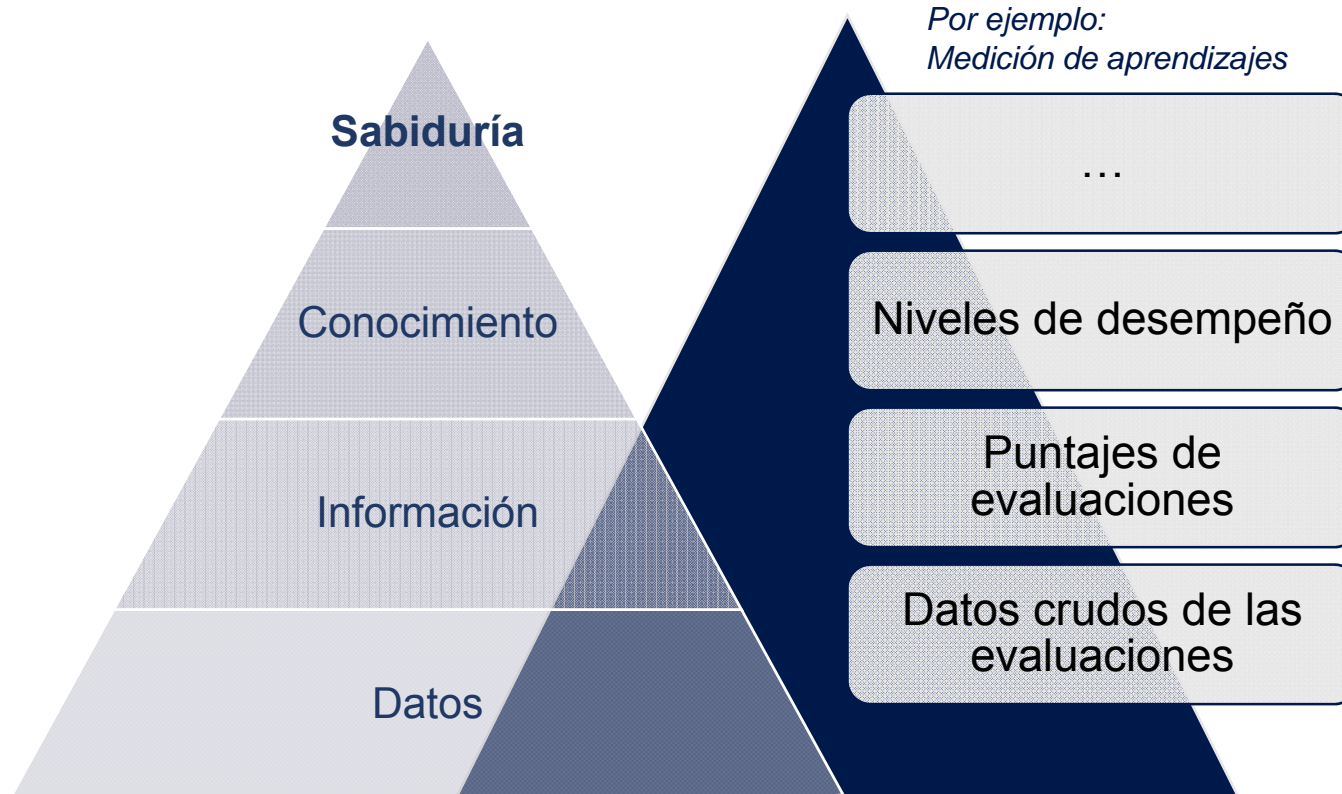 Por ejemplo:
Medición de aprendizajes
Sabiduría
Conocimiento
Información
Datos
…
Niveles de desempeño
Puntajes de
evaluaciones
Datos crudos de las
evaluaciones